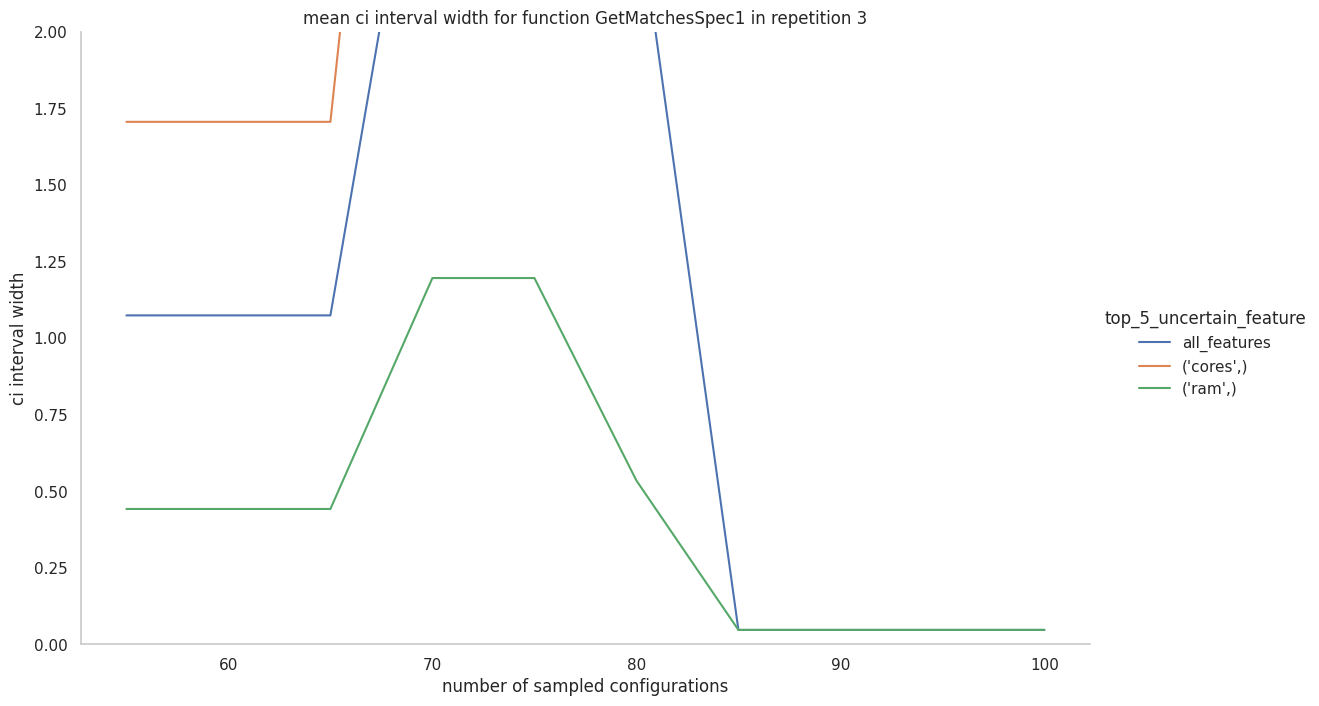 mean ci interval width for function GetMatchesSpec1 in repetition 3
2.00
1.75
1.50
1.25
1.00
0.75
0.50
0.25
0.00
ci interval width
60
70
80
90
100
number of sampled configurations
top_5_uncertain_feature
all_features
('cores',)
('ram',)